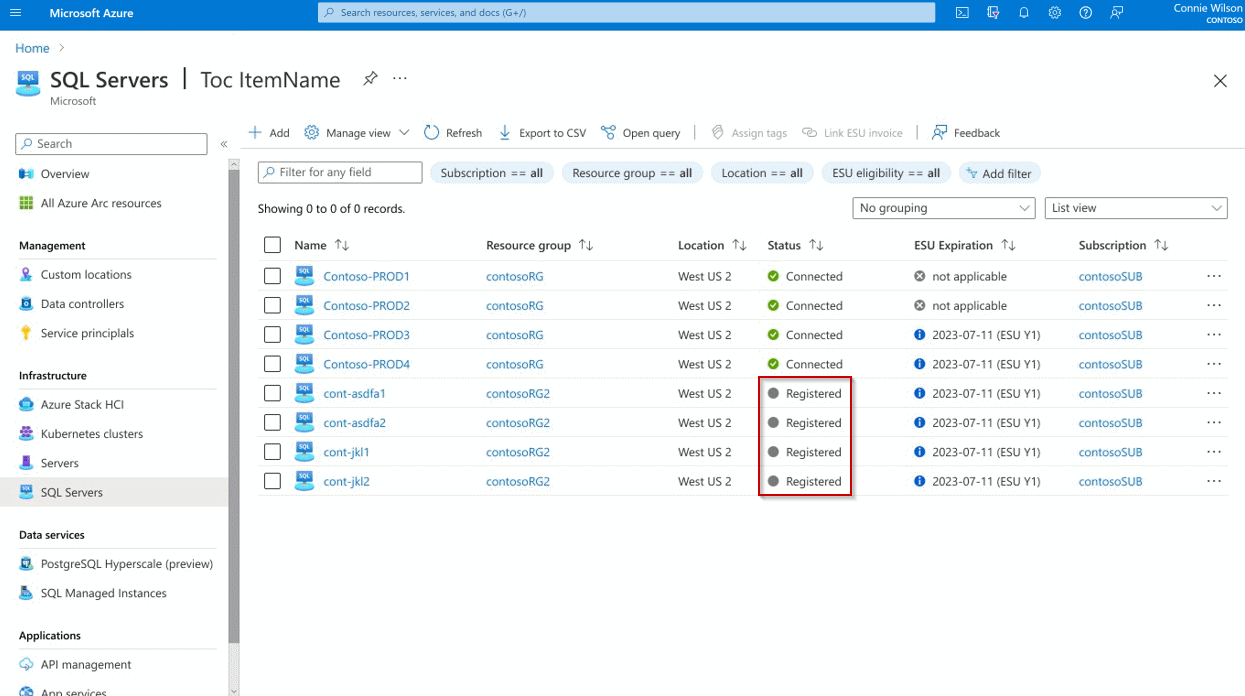 Microsoft Azure
Search resources, services, and docs (G+/)
Connie Wilson
CONTOSO
Home
SQL Servers | Toc ItemName ...
Microsoft
Search
«
Overview
All Azure Arc resources
Management
Custom locations
Data controllers
Service principlals
Infrastructure
Azure Stack HCI
Kubernetes clusters
Servers
SQL Servers
Data services
PostgreSQL Hyperscale (preview)
SQL Managed Instances
Applications
API management
App services
Add Manage view Refresh Export to CSV Open query Assign tags Link ESU invoice Feedback
Filter for any field Subscription == all Resource group == all Location == all ESU eligibility == all Add filter
Showing 0 to 0 of 0 records. No grouping List view
Name Resource group Location Status ESU Expiration Subscription
SQL Contoso-PROD1 contosoRG West US 2 Connected not applicable contosoSUB ...
SQL Contoso-PROD2 contosoRG West US 2 Connected not applicable contosoSUB ...
SQL Contoso-PROD3 contosoRG West US 2 Connected 2023-07-11 (ESU Y1) contosoSUB ...
SQL Contoso-PROD4 contosoRG West US 2 Connected 2023-07-11 (ESU Y1) contosoSUB ...
SQL cont-asdfa1 contosoRG2 West US 2 Registered 2023-07-11 (ESU Y1) contosoSUB ...
SQL cont-asdfa2 contosoRG2 West US 2 Registered 2023-07-11 (ESU Y1) contosoSUB ...
SQL cont-jkl1 contosoRG2 West US 2 Registered 2023-07-11 (ESU Y1) contosoSUB ...
SQL cont-jkl2 contosoRG2 West US 2 Registered 2023-07-11 (ESU Y1) contosoSUB ...